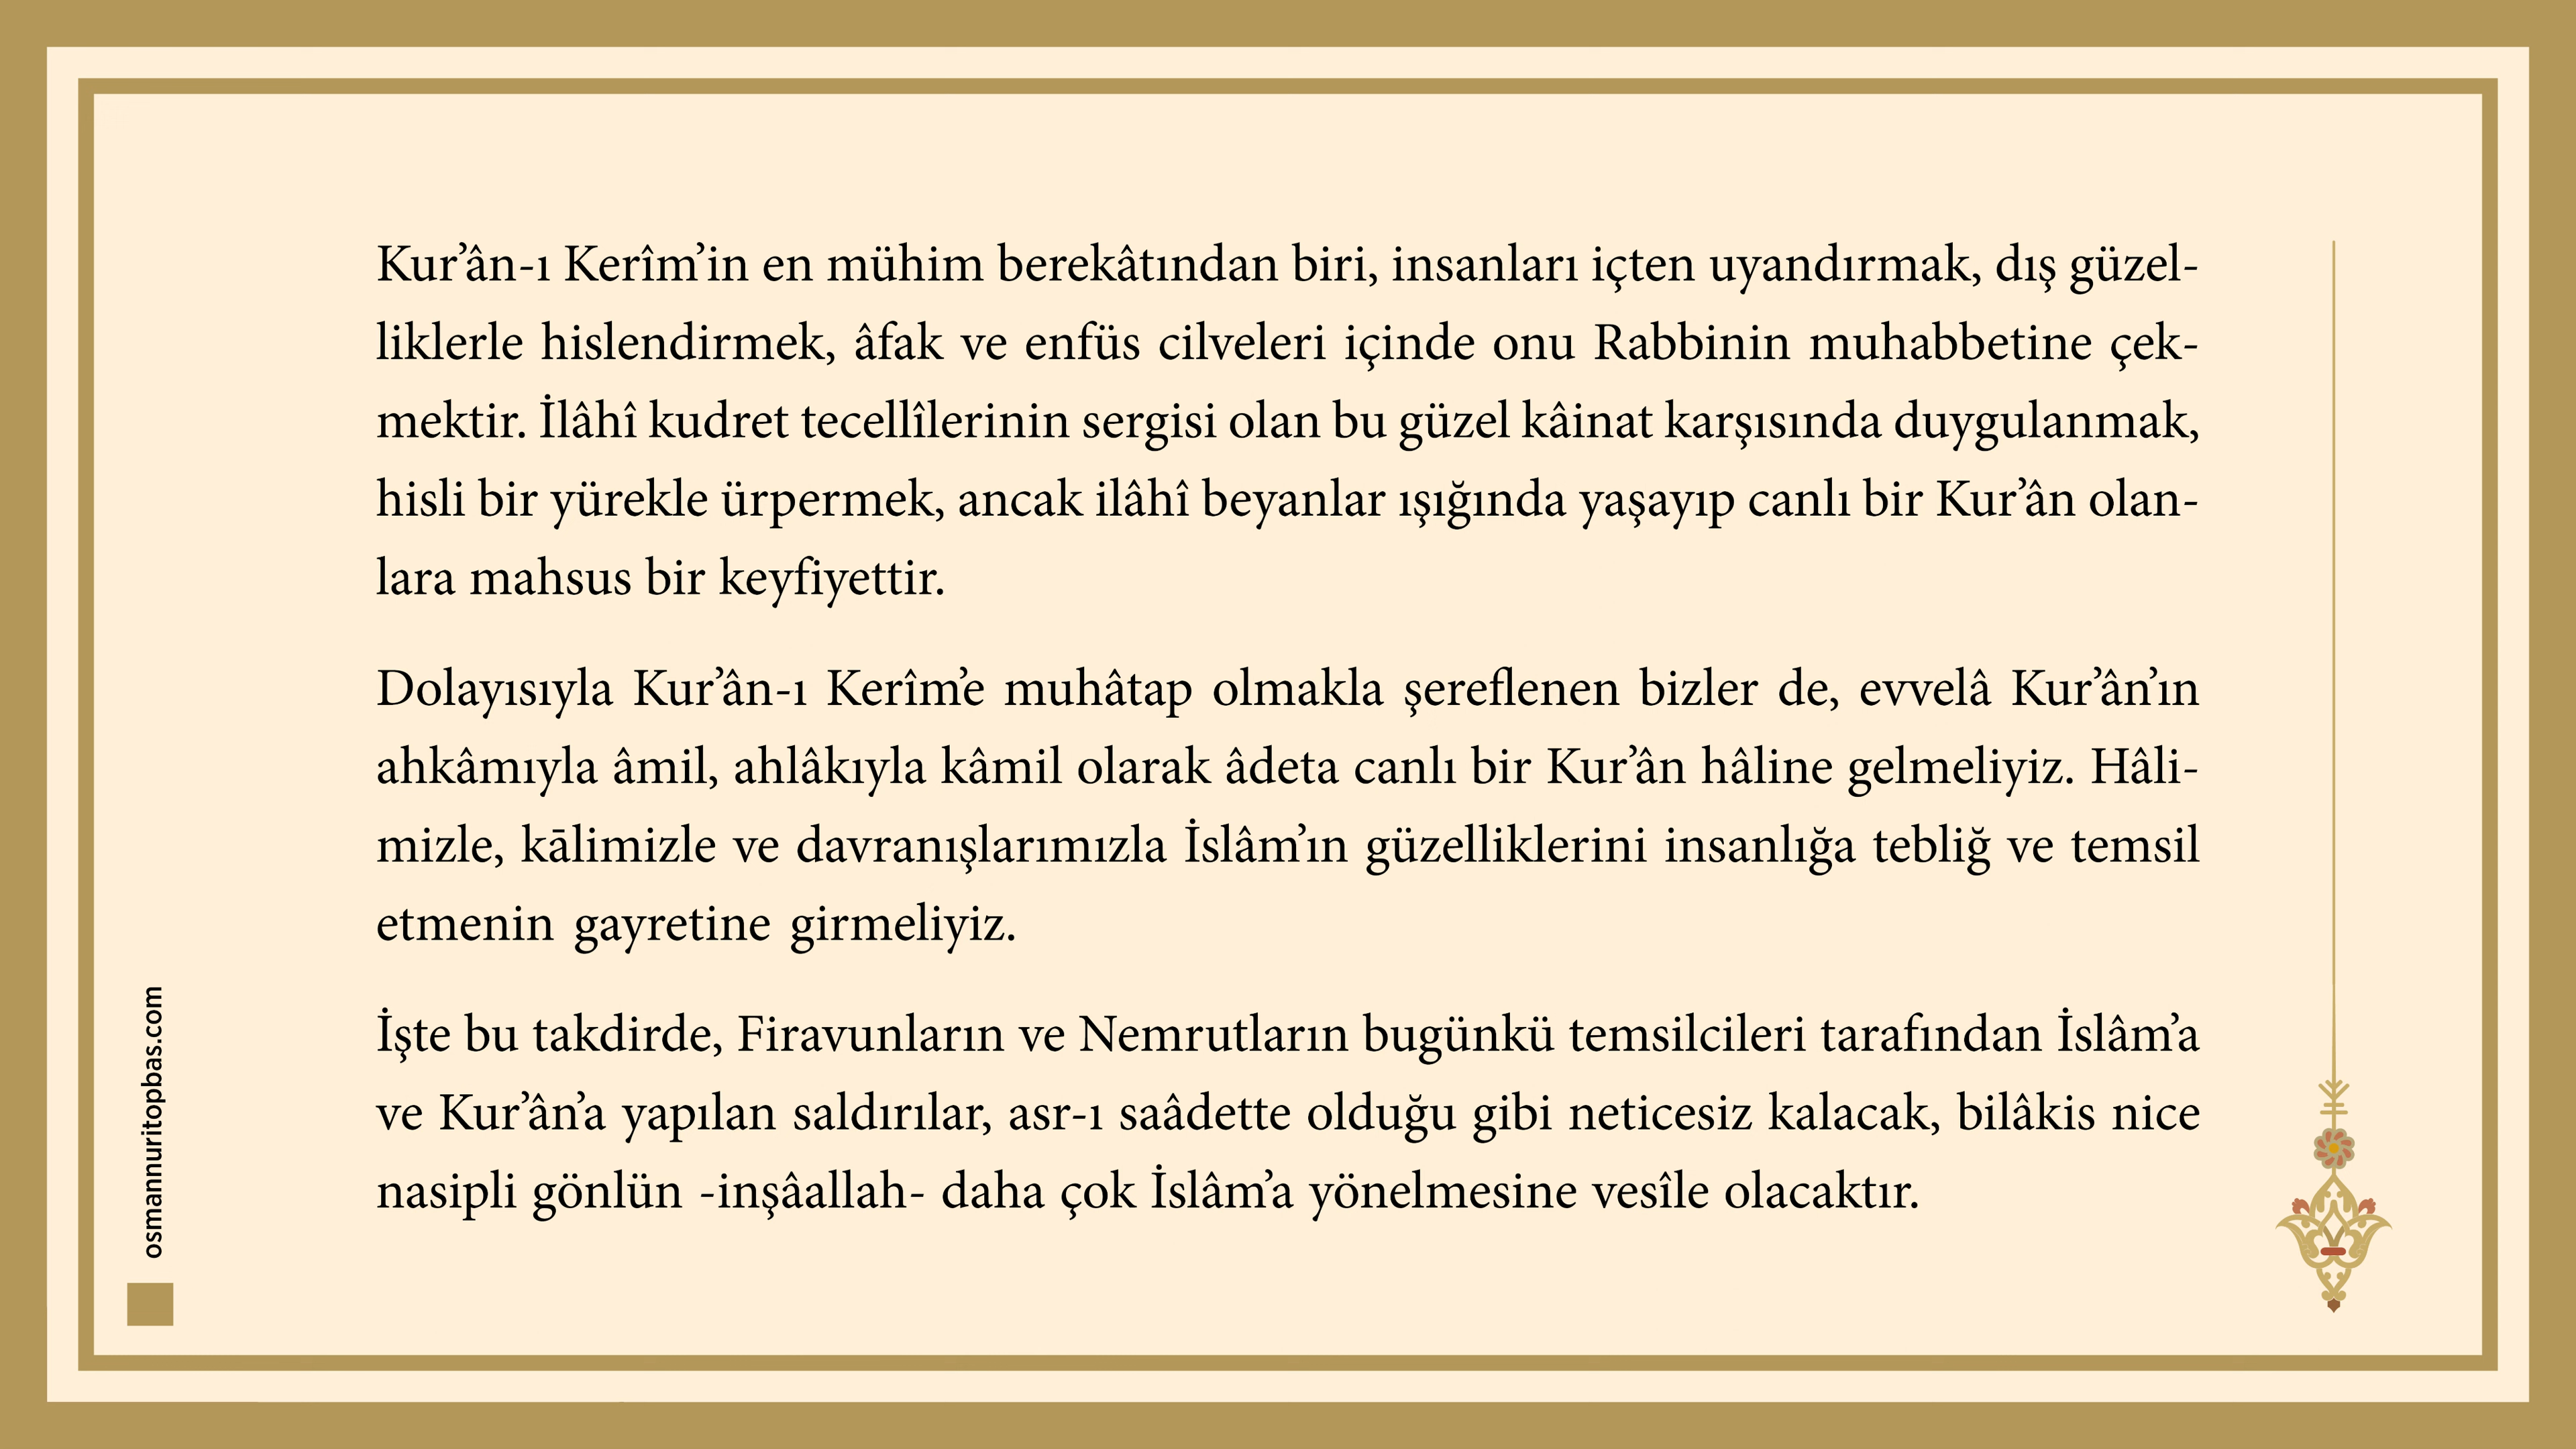 Kur’ân-ı Kerîm’in en mühim berekâtından biri, insanları içten uyandırmak, dış güzel-
liklerle hislendirmek, âfak ve enfüs cilveleri içinde onu Rabbinin muhabbetine çek-
mektir. İlâhî kudret tecellîlerinin sergisi olan bu güzel kâinat karşısında duygulanmak,
hisli bir yürekle ürpermek, ancak ilâhî beyanlar ışığında yaşayıp canlı bir Kur’ân olan-
lara mahsus bir keyfiyettir.
Dolayısıyla Kur’ân-ı Kerîm’e muhâtap olmakla şereflenen bizler de, evvelâ Kur’ân’ın
ahkâmıyla âmil, ahlâkıyla kâmil olarak âdeta canlı bir Kur’ân hâline gelmeliyiz. Hâli-
mizle, kālimizle ve davranışlarımızla İslâm’ın güzelliklerini insanlığa tebliğ ve temsil
etmenin gayretine girmeliyiz.
İşte bu takdirde, Firavunların ve Nemrutların bugünkü temsilcileri tarafından İslâm’a
ve Kur’ân’a yapılan saldırılar, asr-ı saâdette olduğu gibi neticesiz kalacak, bilâkis nice
nasipli gönlün -inşâallah- daha çok İslâm’a yönelmesine vesîle olacaktır.
osmannuritopbas.com